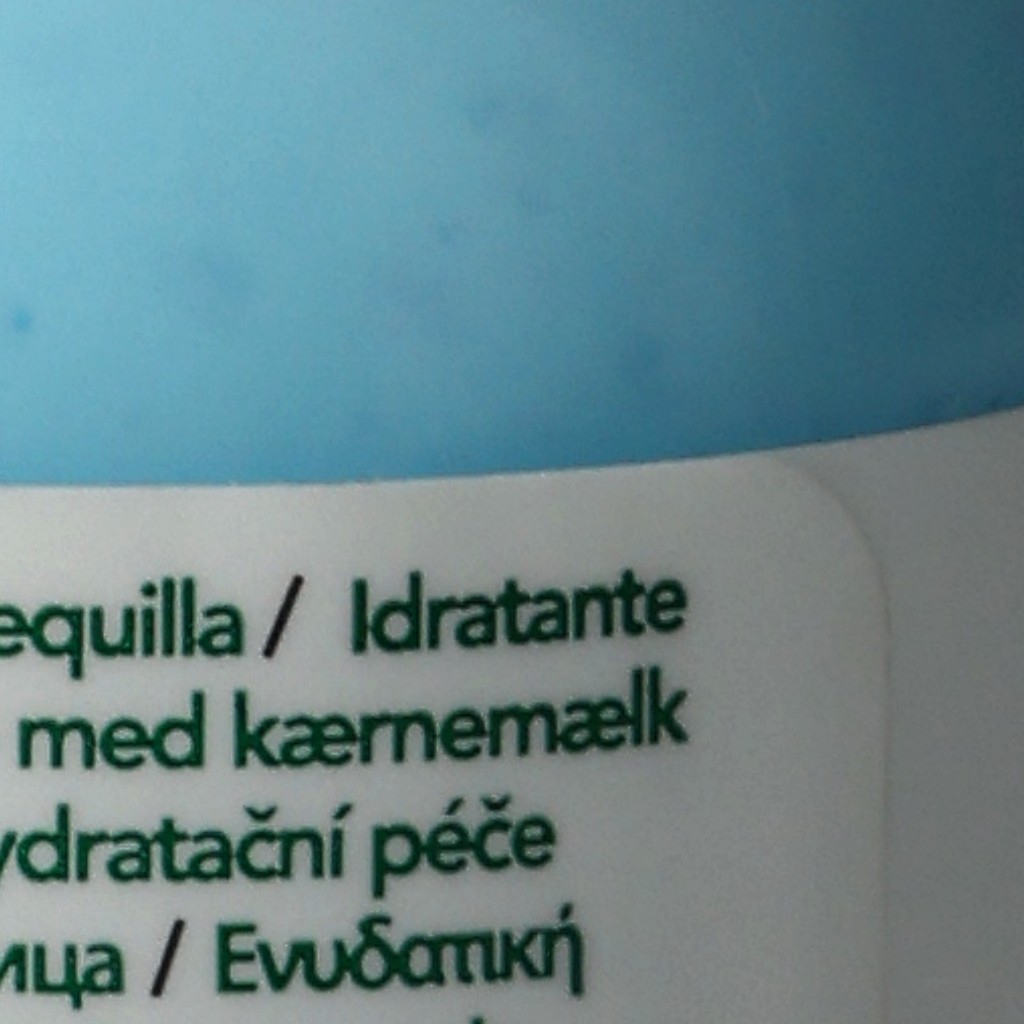 equilla / Idratante
med kærnemælk
ydratační péče
ица / Ενυδατική